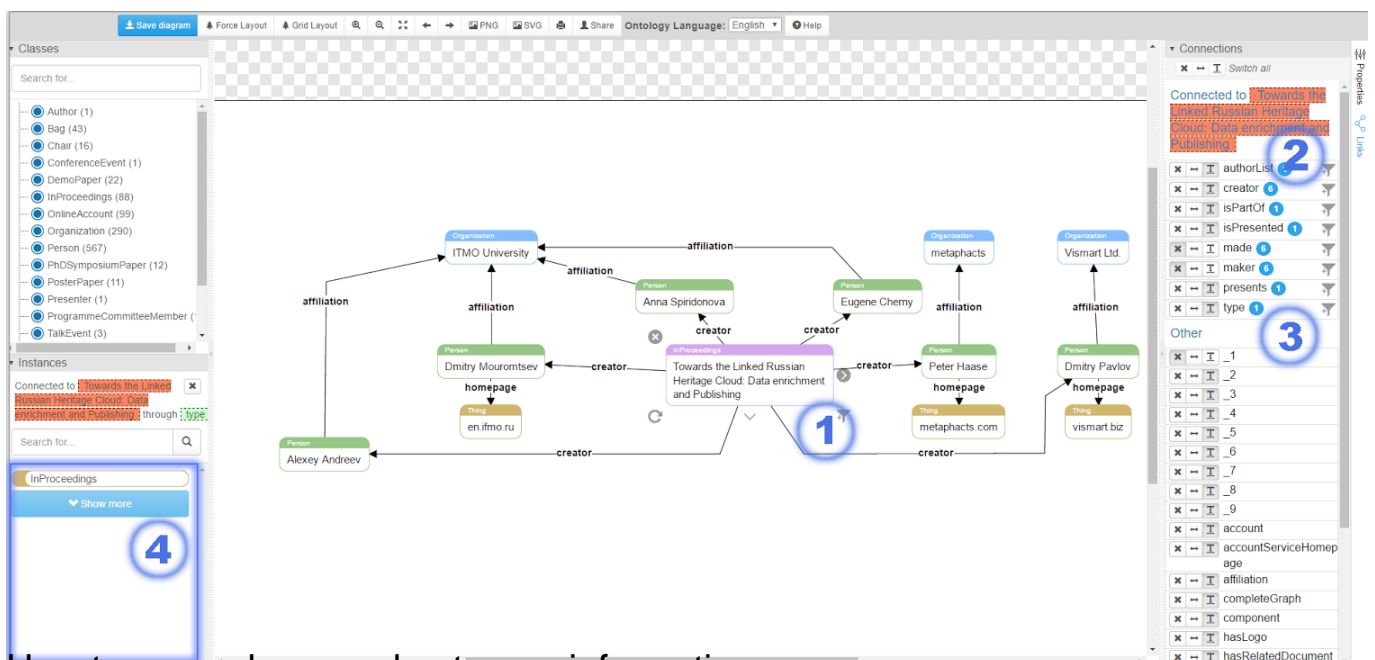 Save diagram Force Layout Grid Layout PNG SVG Share Ontology Language: English Help
Classes
Search for...
Author (1)
Bag (43)
Chair (16)
ConferenceEvent (1)
DemoPaper (22)
InProceedings (88)
OnlineAccount (99)
Organization (290)
Person (567)
PhDSymposiumPaper (12)
PosterPaper (11)
Presenter (1)
ProgrammeCommitteeMember (
TalkEvent (3)
Instances
Connected to Towards the Linked
Russian Heritage Cloud: Data
enrichment and Publishing through type
Search for...
InProceedings
Show more
4
Organization
ITMO University
Organization
metaphacts
Organization
Vismart Ltd.
affiliation
affiliation
Person
Anna Spiridonova
Person
Eugene Cherny
affiliation
affiliation
affiliation
affiliation
creator
creator
Person
Dmitry Mouromtsev
creator
InProceedings
Towards the Linked Russian
Heritage Cloud: Data enrichment
and Publishing
creator
Person
Peter Haase
Person
Dmitry Pavlov
homepage
homepage
homepage
Thing
en.ifmo.ru
Thing
metaphacts.com
Thing
vismart.biz
1
Person
Alexey Andreev
creator
creator
Connections
Switch all
Connected to Towards the
Linked Russian Heritage
Cloud: Data enrichment and
Publishing
2
authorList
creator 6
isPartOf 1
isPresented 1
made 6
maker 6
presents 1
type 1
3
Other
_1
_2
_3
_4
_5
_6
_7
_8
_9
account
accountServiceHomep
age
affiliation
completeGraph
component
hasLogo
hasRelatedDocument
Properties
Links